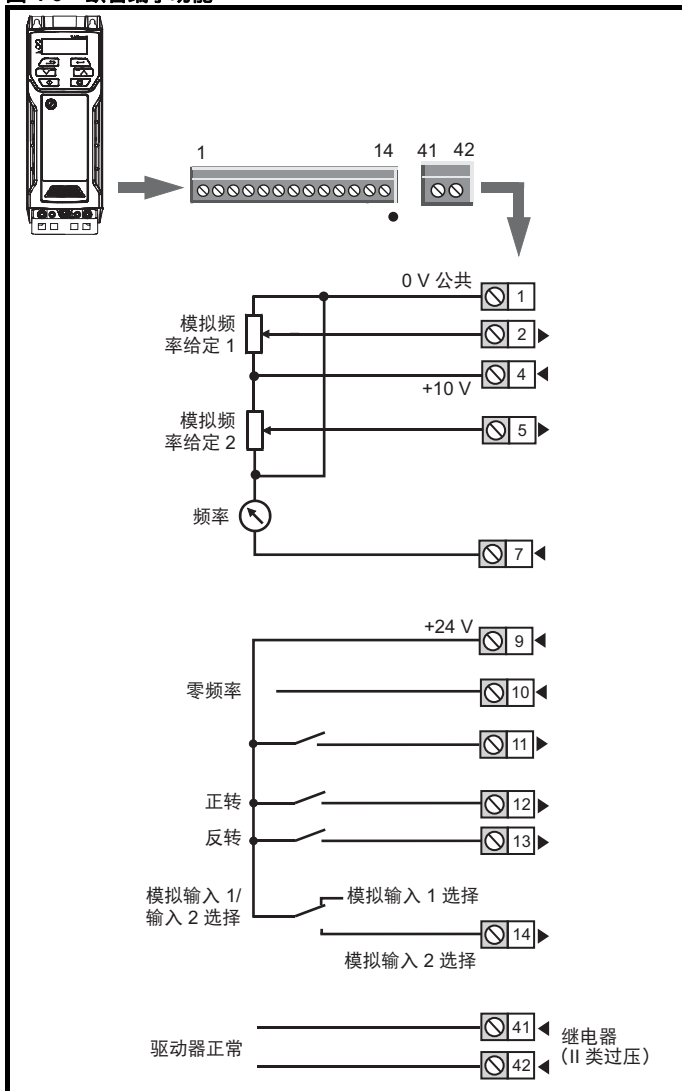 1 14 41 42
0 V 公共
1
模拟频
率给定 1
2
4
+10 V
模拟频
率给定 2
5
频率
7
+24 V
9
零频率
10
11
正转
12
反转
13
模拟输入 1/
输入 2 选择
模拟输入 1 选择
14
模拟输入 2 选择
驱动器正常
41
42
继电器
（II 类过压）